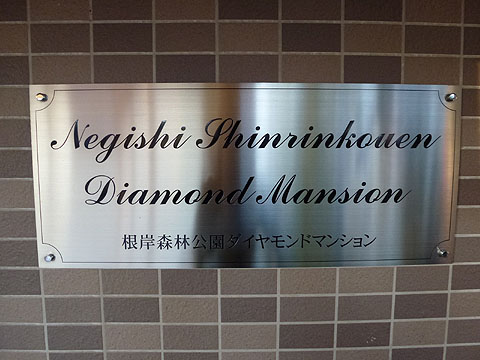 Negishi Shinrinkouen
Diamond Mansion
根岸森林公園ダイヤモンドマンション